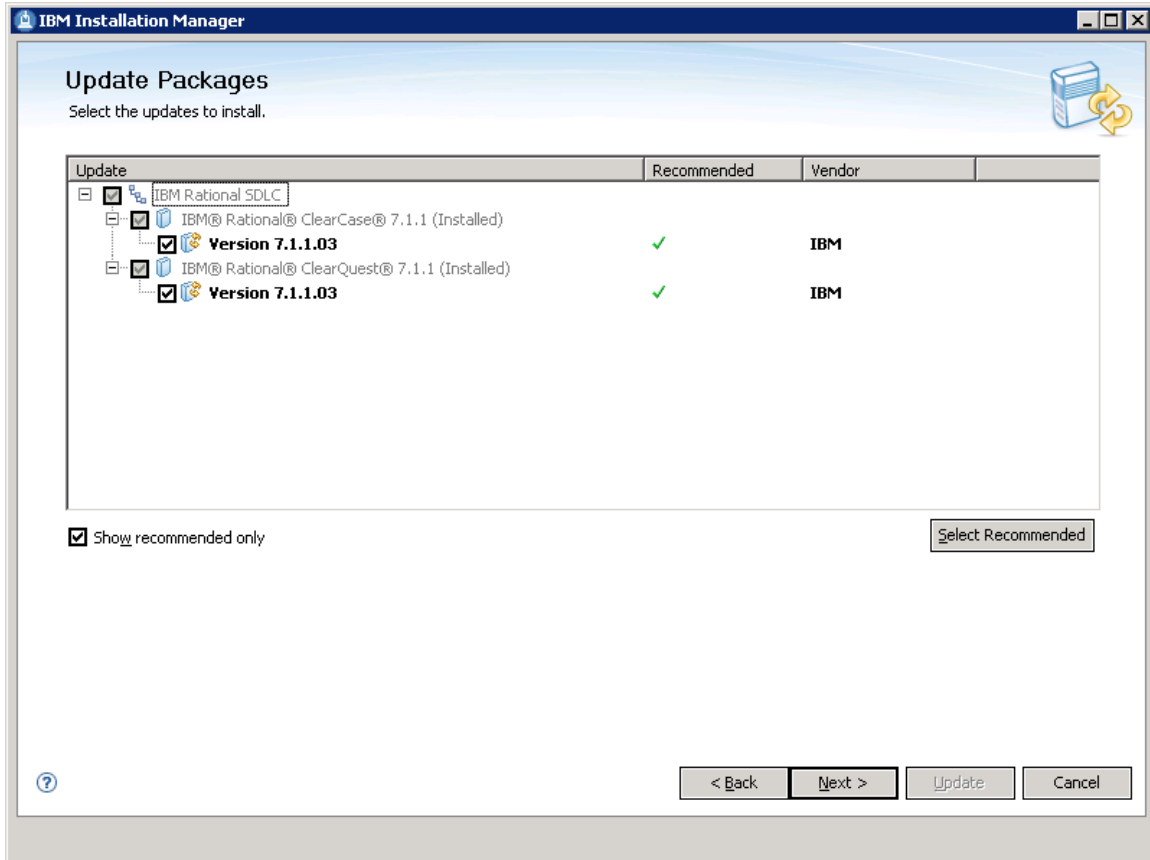 IBM Installation Manager
Update Packages
Select the updates to install.
Update Recommended Vendor
IBM Rational SDLC
IBM® Rational® ClearCase® 7.1.1 (Installed)
Version 7.1.1.03 IBM
IBM® Rational® ClearQuest® 7.1.1 (Installed)
Version 7.1.1.03 IBM
Show recommended only Select Recommended
? < Back Next > Update Cancel